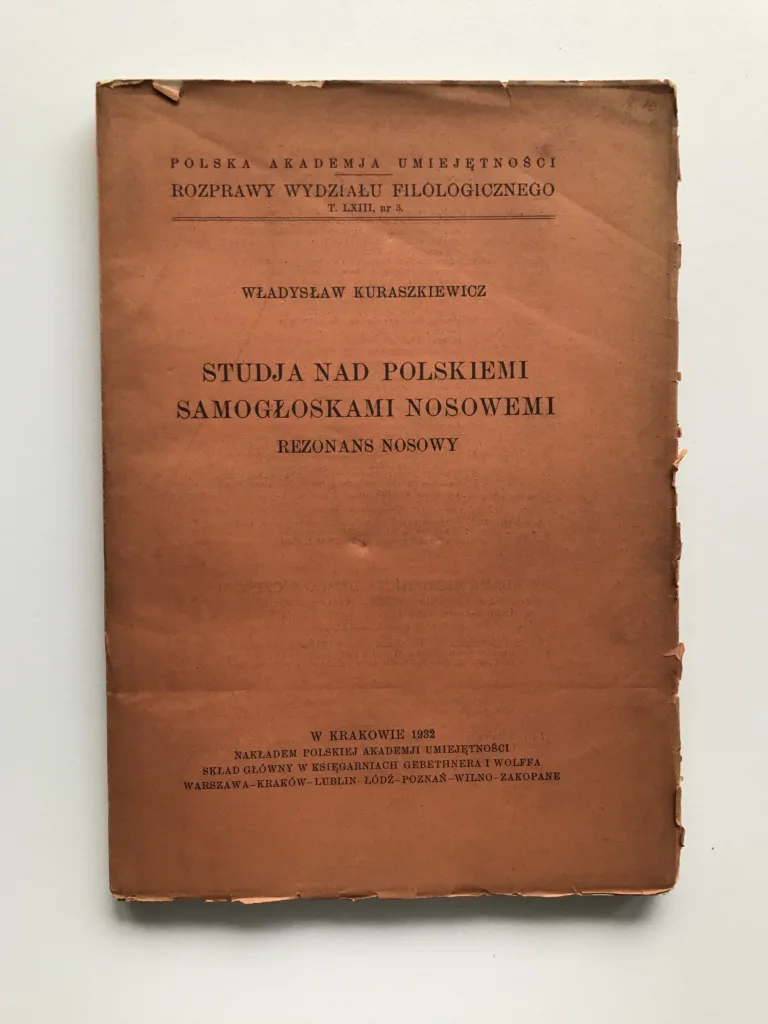 POLSKA AKADEMJA UMIEJĘTNOŚCI
ROZPRAWY WYDZIAŁU FILOLOGICZNEGO
T. LXIII, nr 3.
WŁADYSŁAW KURASZKIEWICZ
STUDJA NAD POLSKIEMI
SAMOGŁOSKAMI NOSOWEMI
REZONANS NOSOWY
W KRAKOWIE 1932
NAKŁADEM POLSKIEJ AKADEMJI UMIEJĘTNOŚCI
SKŁAD GŁÓWNY W KSIĘGARNIACH GEBETHNERA I WOLFFA
WARSZAWA–KRAKÓW–LUBLIN–ŁÓDŹ–POZNAŃ–WILNO–ZAKOPANE